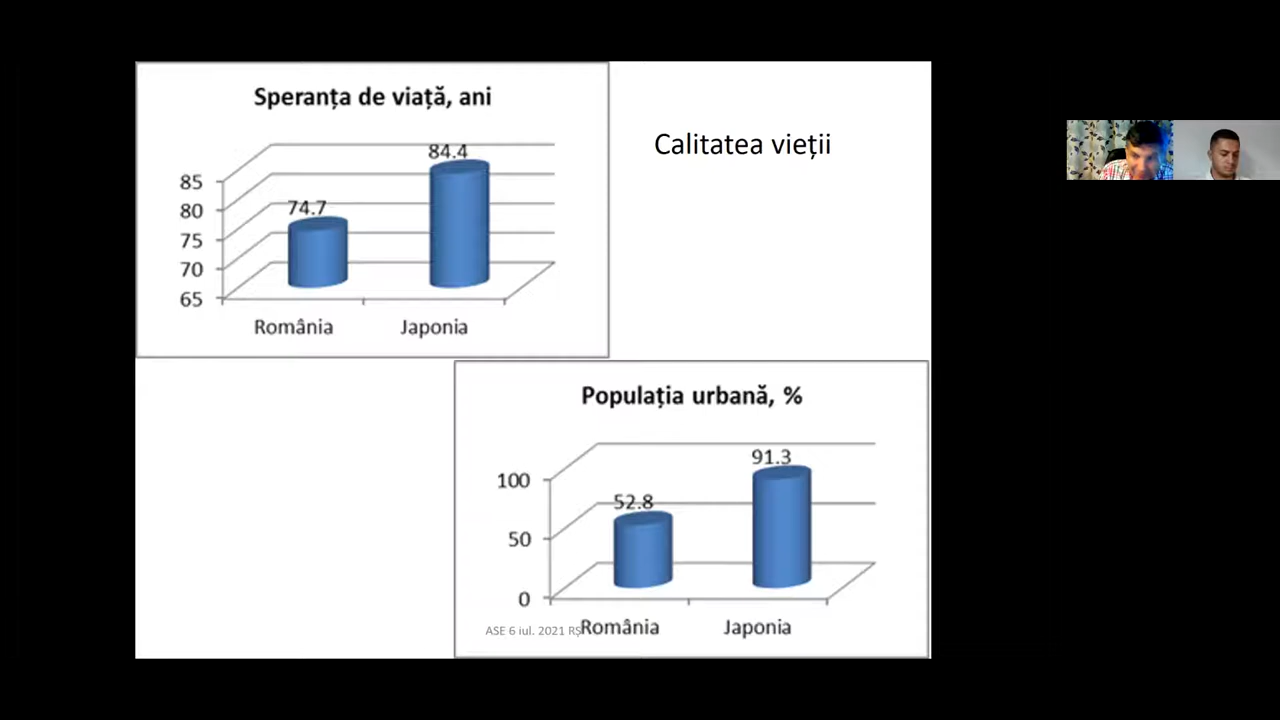 Speranța de viață, ani
Calitatea vieții
84.4
85
80
74.7
75
70
65
România Japonia
Populația urbană, %
91.3
100
52.8
50
0
ASE 6 iul. 2021 RȘ
România Japonia